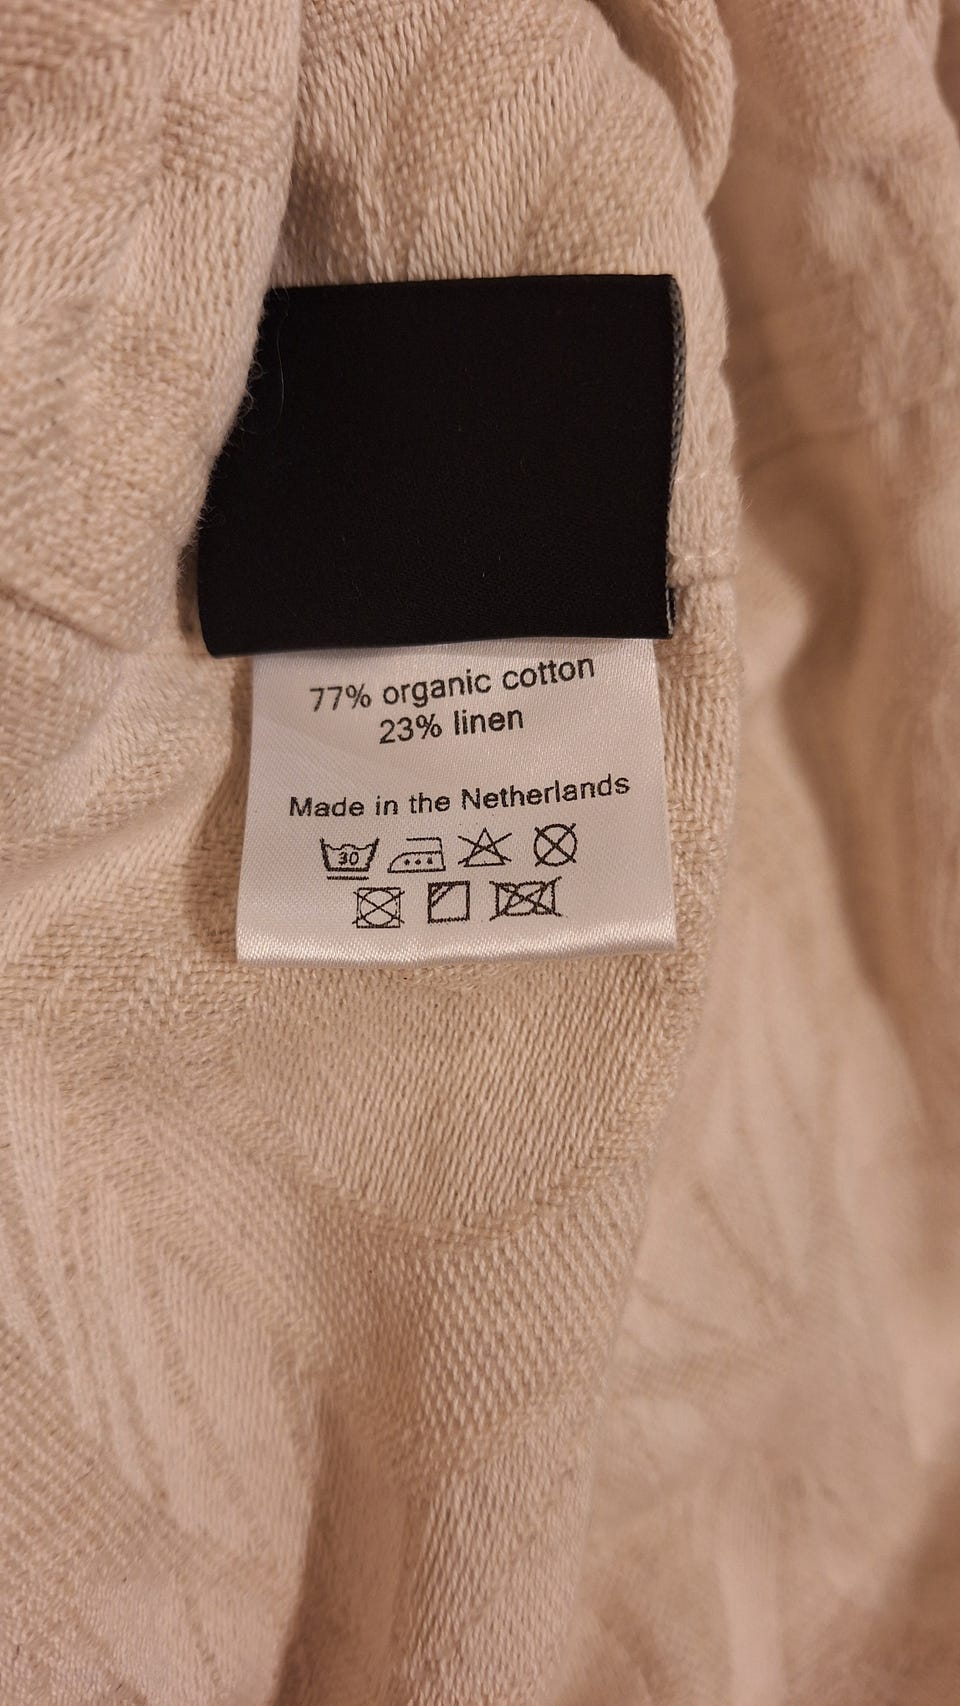 77% organic cotton
23% linen
Made in the Netherlands
30